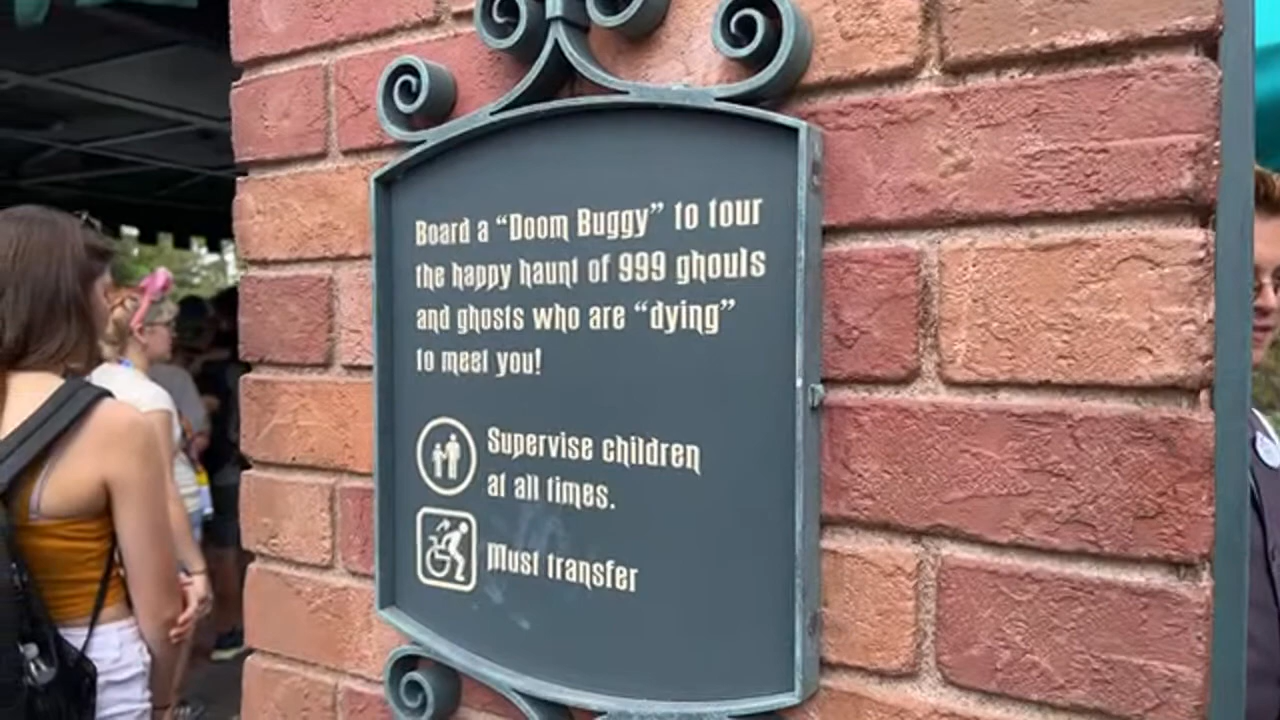 Board a “Doom Buggy” to tour
the happy haunt of 999 ghouls
and ghosts who are “dying”
to meet you!
Supervise children
at all times.
Must transfer